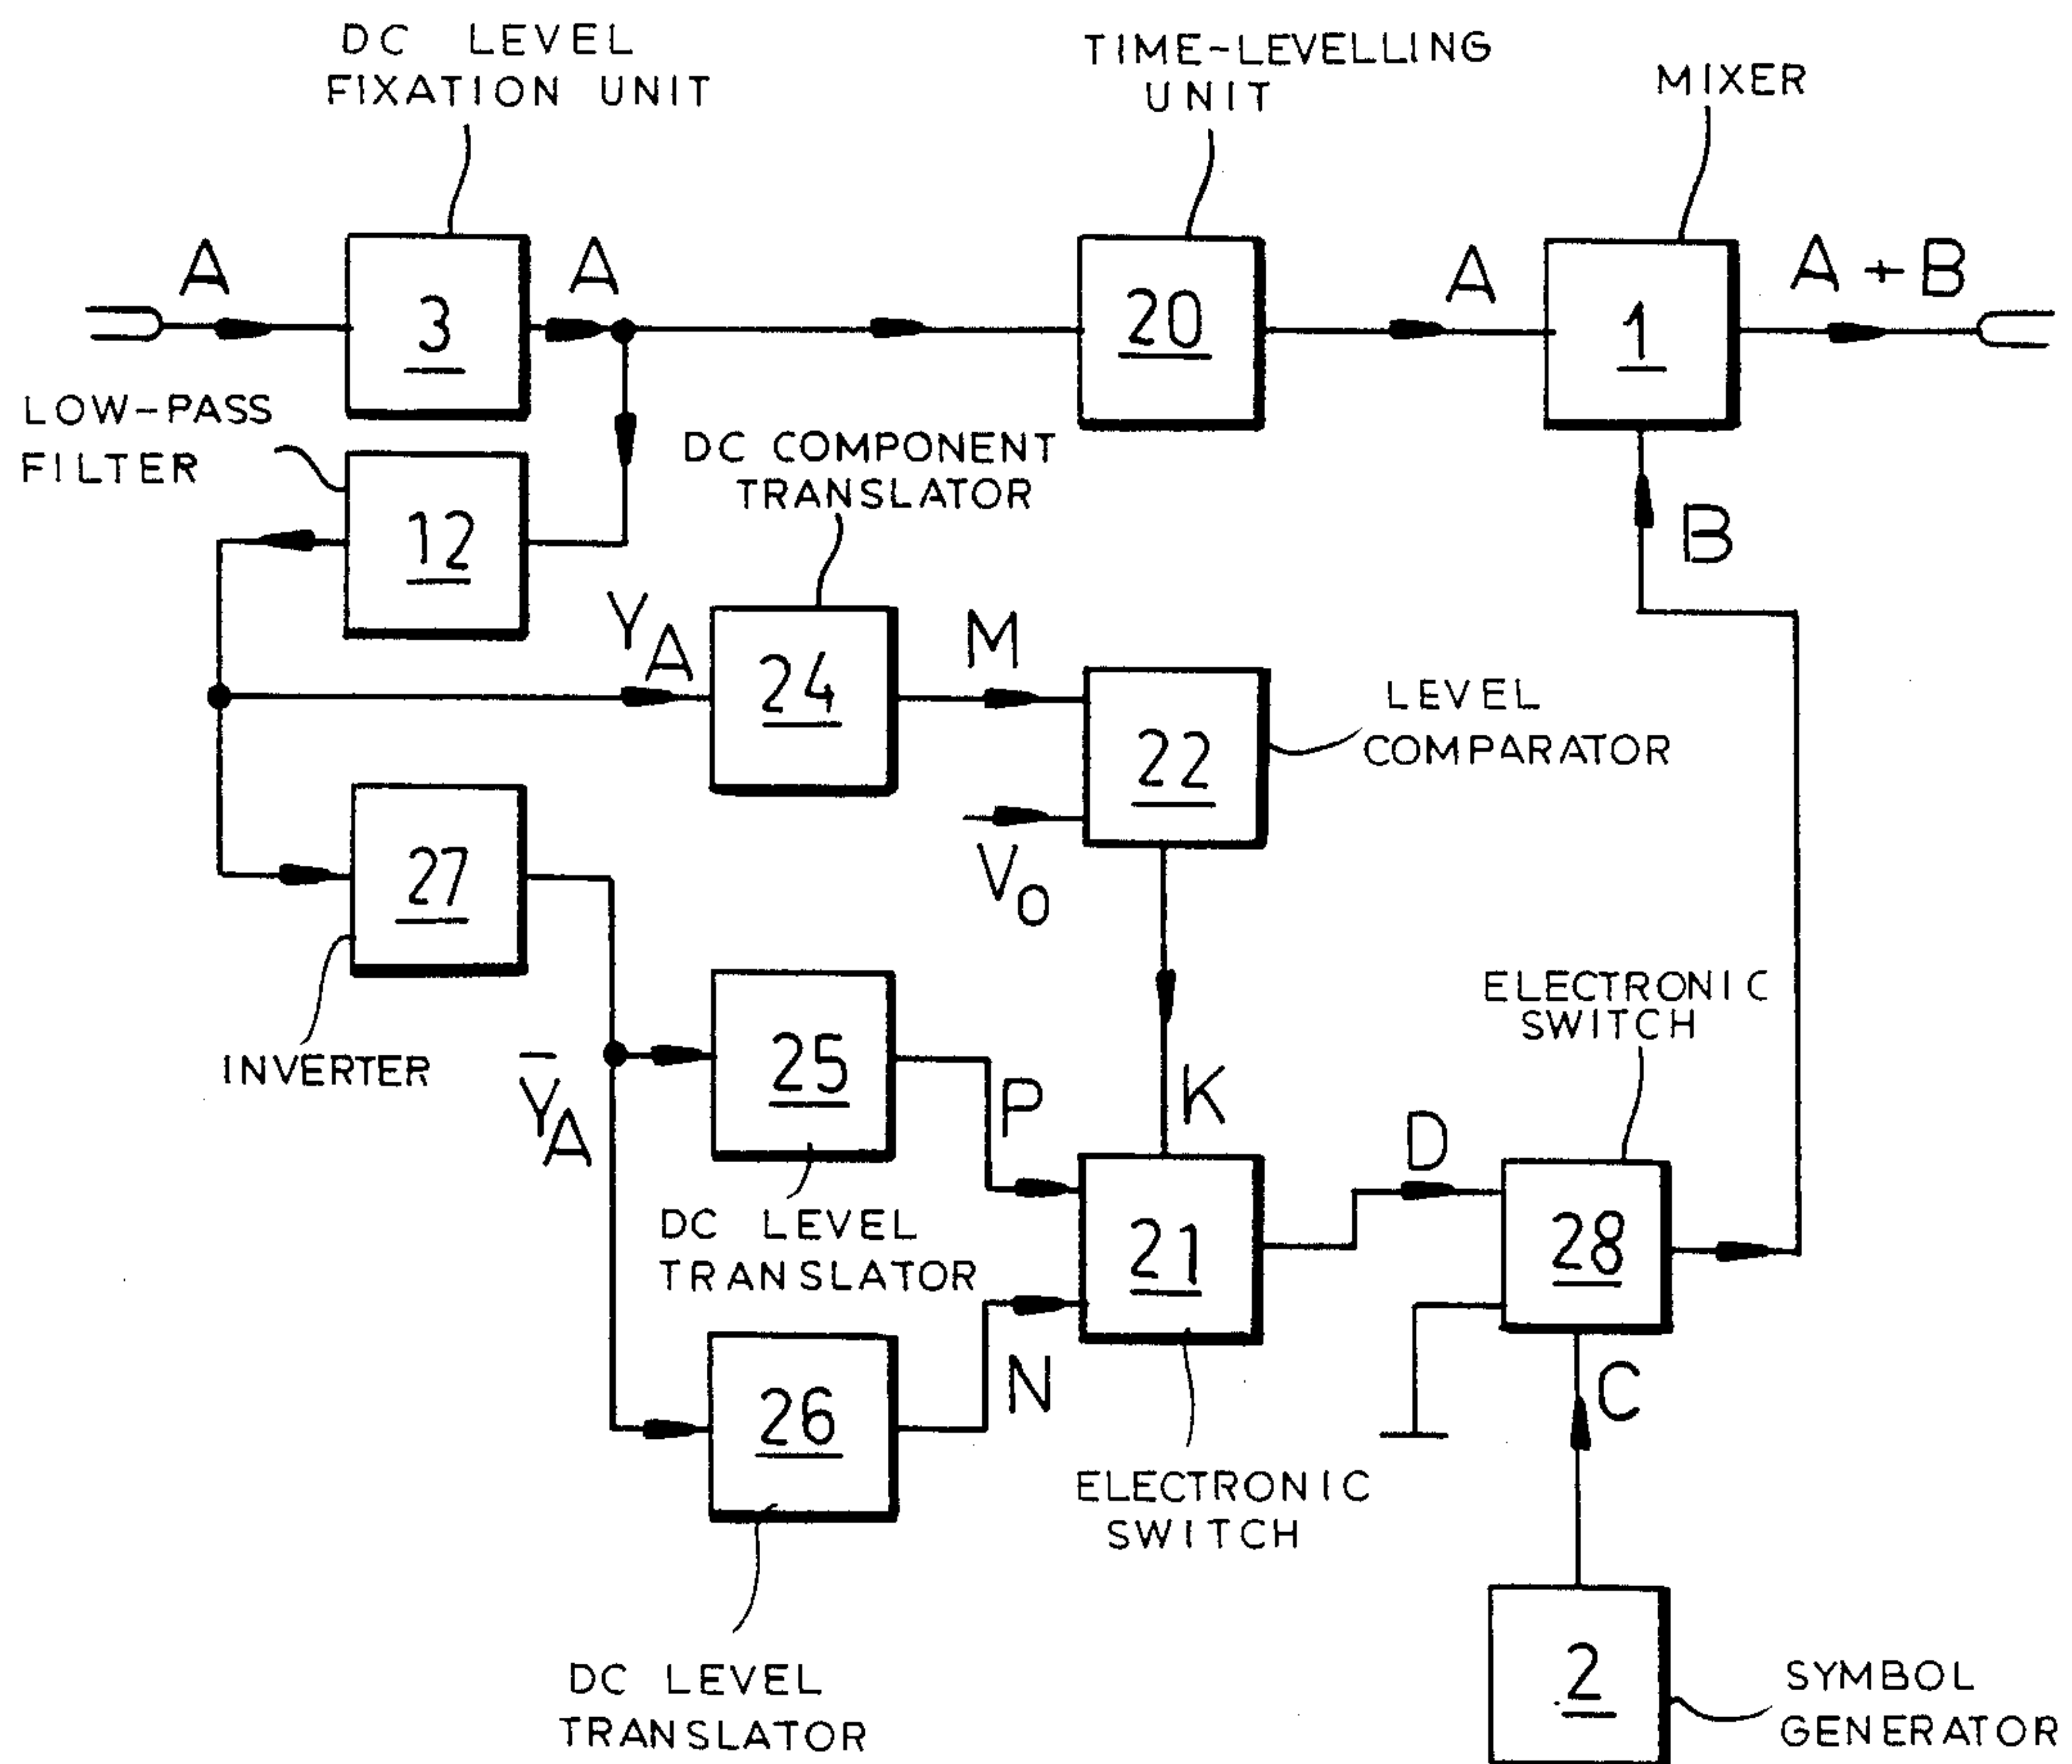 DC LEVEL
FIXATION UNIT
TIME-LEVELLING
UNIT
MIXER
A
3
A
20
A
1
A + B
LOW-PASS
FILTER
12
DC COMPONENT
TRANSLATOR
B
Y_A
24
M
22
LEVEL
COMPARATOR
V_O
27
INVERTER
Y̅_A
25
P
K
DC LEVEL
TRANSLATOR
ELECTRONIC
SWITCH
D
21
28
26
N
C
ELECTRONIC
SWITCH
DC LEVEL
TRANSLATOR
2
SYMBOL
GENERATOR